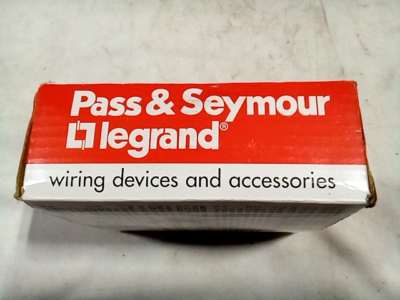 Pass & Seymour
legrand®
wiring devices and accessories